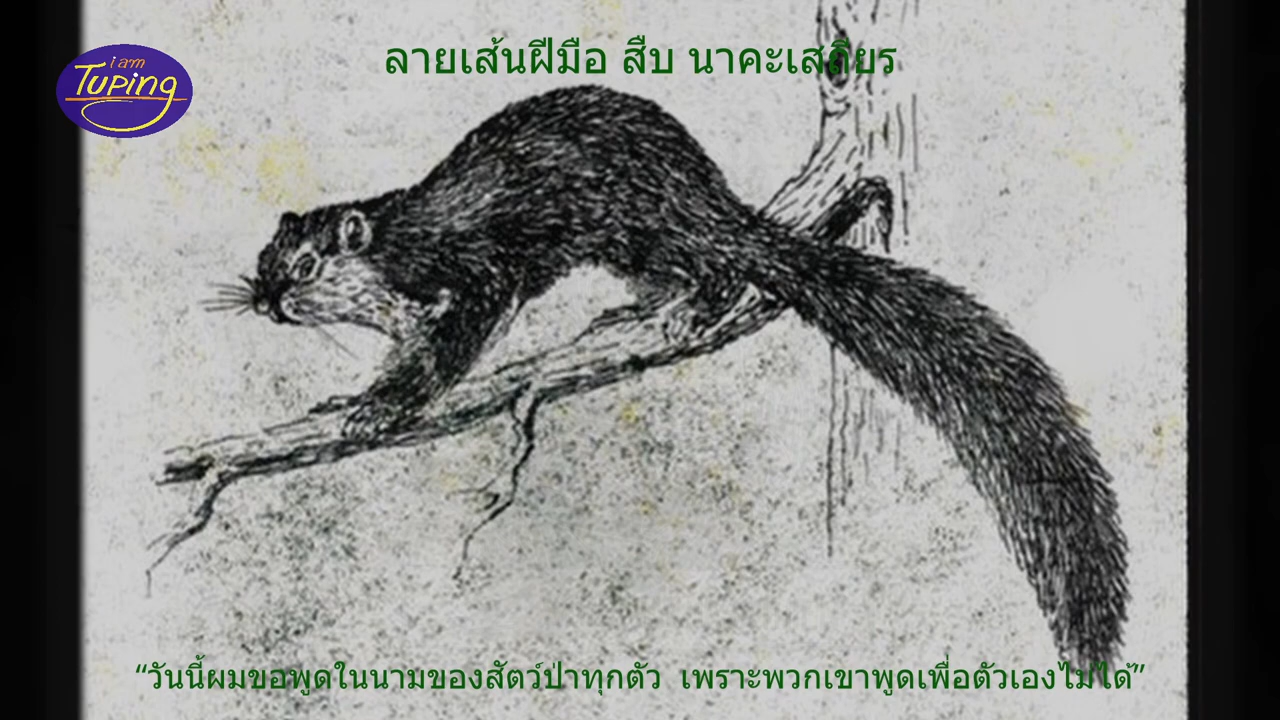 ลายเส้นฝีมือ สืบ นาคะเสถียร
i am
Tuping
“วันนี้ผมขอพูดในนามของสัตว์ป่าทุกตัว เพราะพวกเขาพูดเพื่อตัวเองไม่ได้”